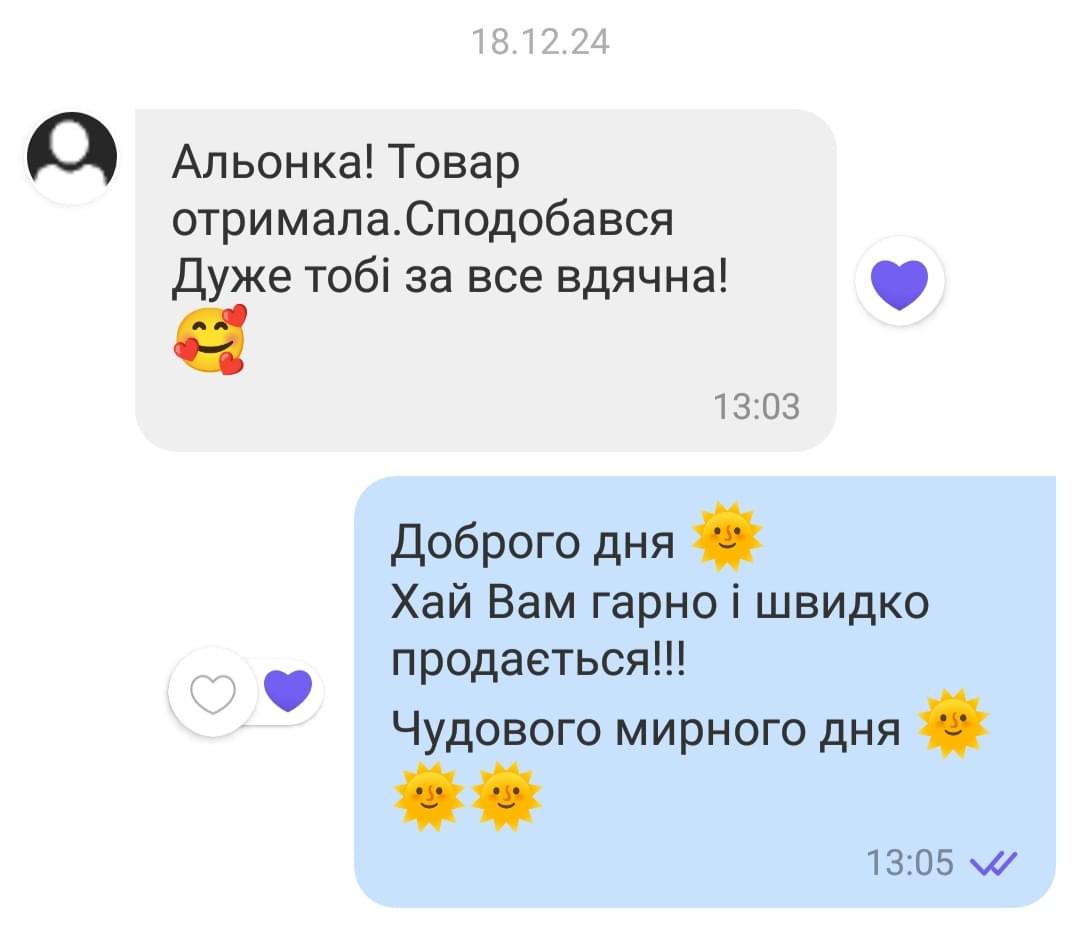 18.12.24
Альонка! Товар
отримала.Сподобався
Дуже тобі за все вдячна!
🥰
13:03
Доброго дня 🌞
Хай Вам гарно і швидко
продається!!!
Чудового мирного дня 🌞
🌞🌞
13:05